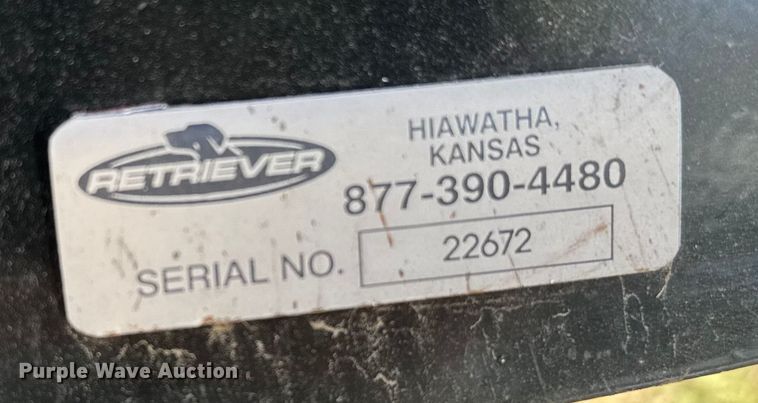 RETRIEVER
HIAWATHA,
KANSAS
877-390-4480
SERIAL NO. 22672
Purple Wave Auction